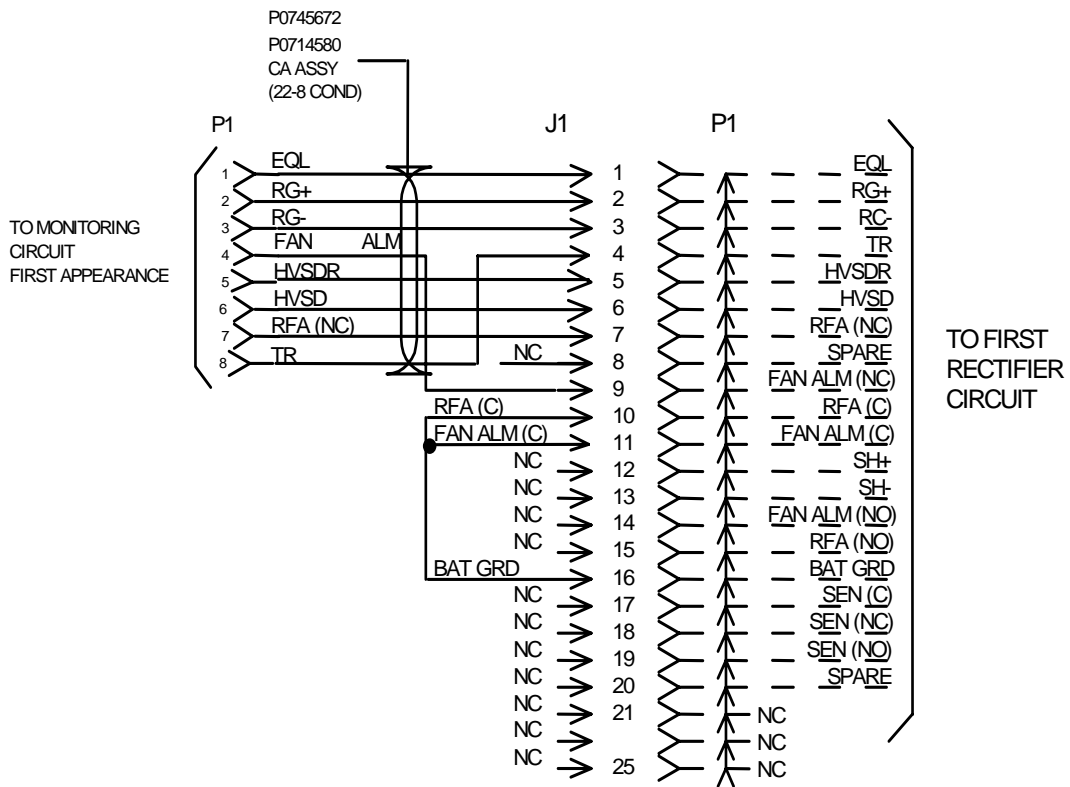 P0745672
P0714580
CA ASSY
(22-8 COND)
P1
J1
P1
TO MONITORING
CIRCUIT
FIRST APPEARANCE
1 EQL
2 RG+
3 RG-
4 FAN ALM
5 HVSDR
6 HVSD
7 RFA (NC)
8 TR
1 EQL
2 RG+
3 RC-
4 TR
5 HVSDR
6 HVSD
7 RFA (NC)
NC 8 SPARE
9 FAN ALM (NC)
RFA (C) 10 RFA (C)
FAN ALM (C) 11 FAN ALM (C)
NC 12 SH+
NC 13 SH-
NC 14 FAN ALM (NO)
NC 15 RFA (NO)
BAT GRD 16 BAT GRD
NC 17 SEN (C)
NC 18 SEN (NC)
NC 19 SEN (NO)
NC 20 SPARE
NC 21 NC
NC NC
NC 25 NC
TO FIRST
RECTIFIER
CIRCUIT